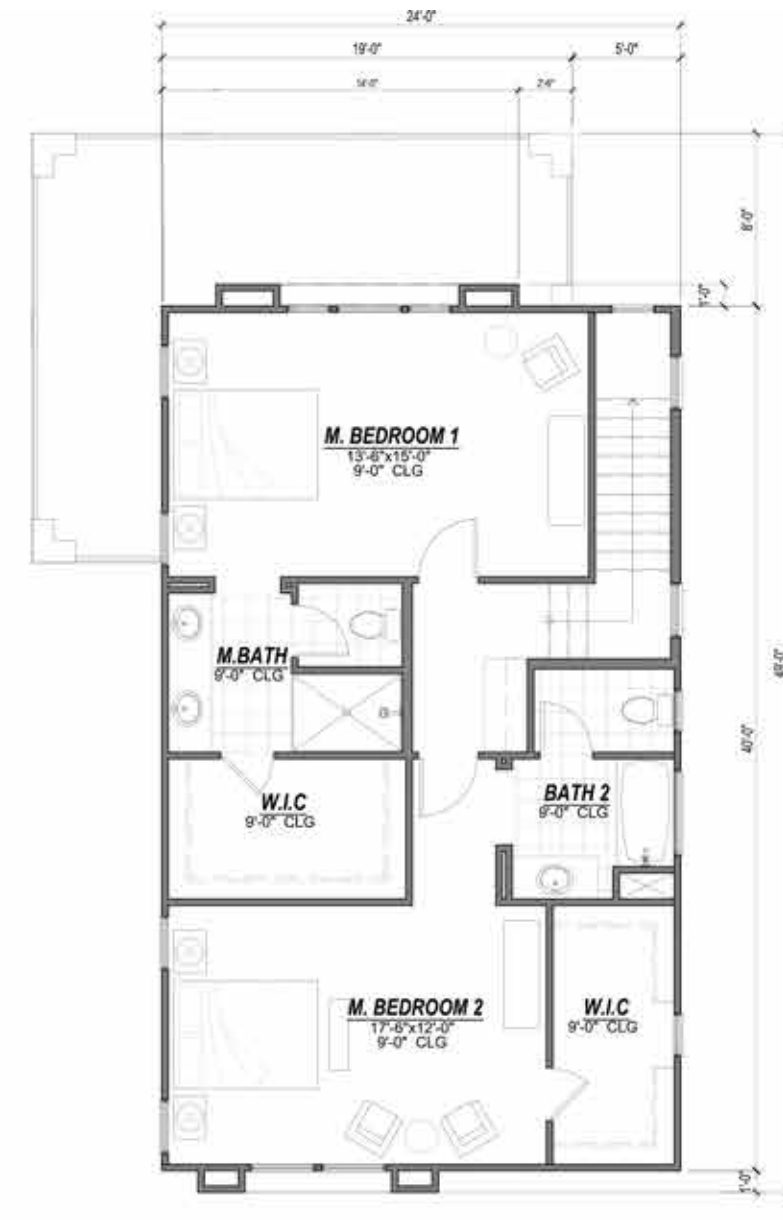 24'-0"
19'-0" 5'-0"
14'-0" 2'-6"
8'-0"
1'-0"
M. BEDROOM 1
13'-6"x15'-0"
9'-0" CLG
M.BATH
9'-0" CLG
40'-0"
W.I.C
9'-0" CLG
BATH 2
9'-0" CLG
M. BEDROOM 2
17'-6"x12'-0"
9'-0" CLG
W.I.C
9'-0" CLG
1'-0"